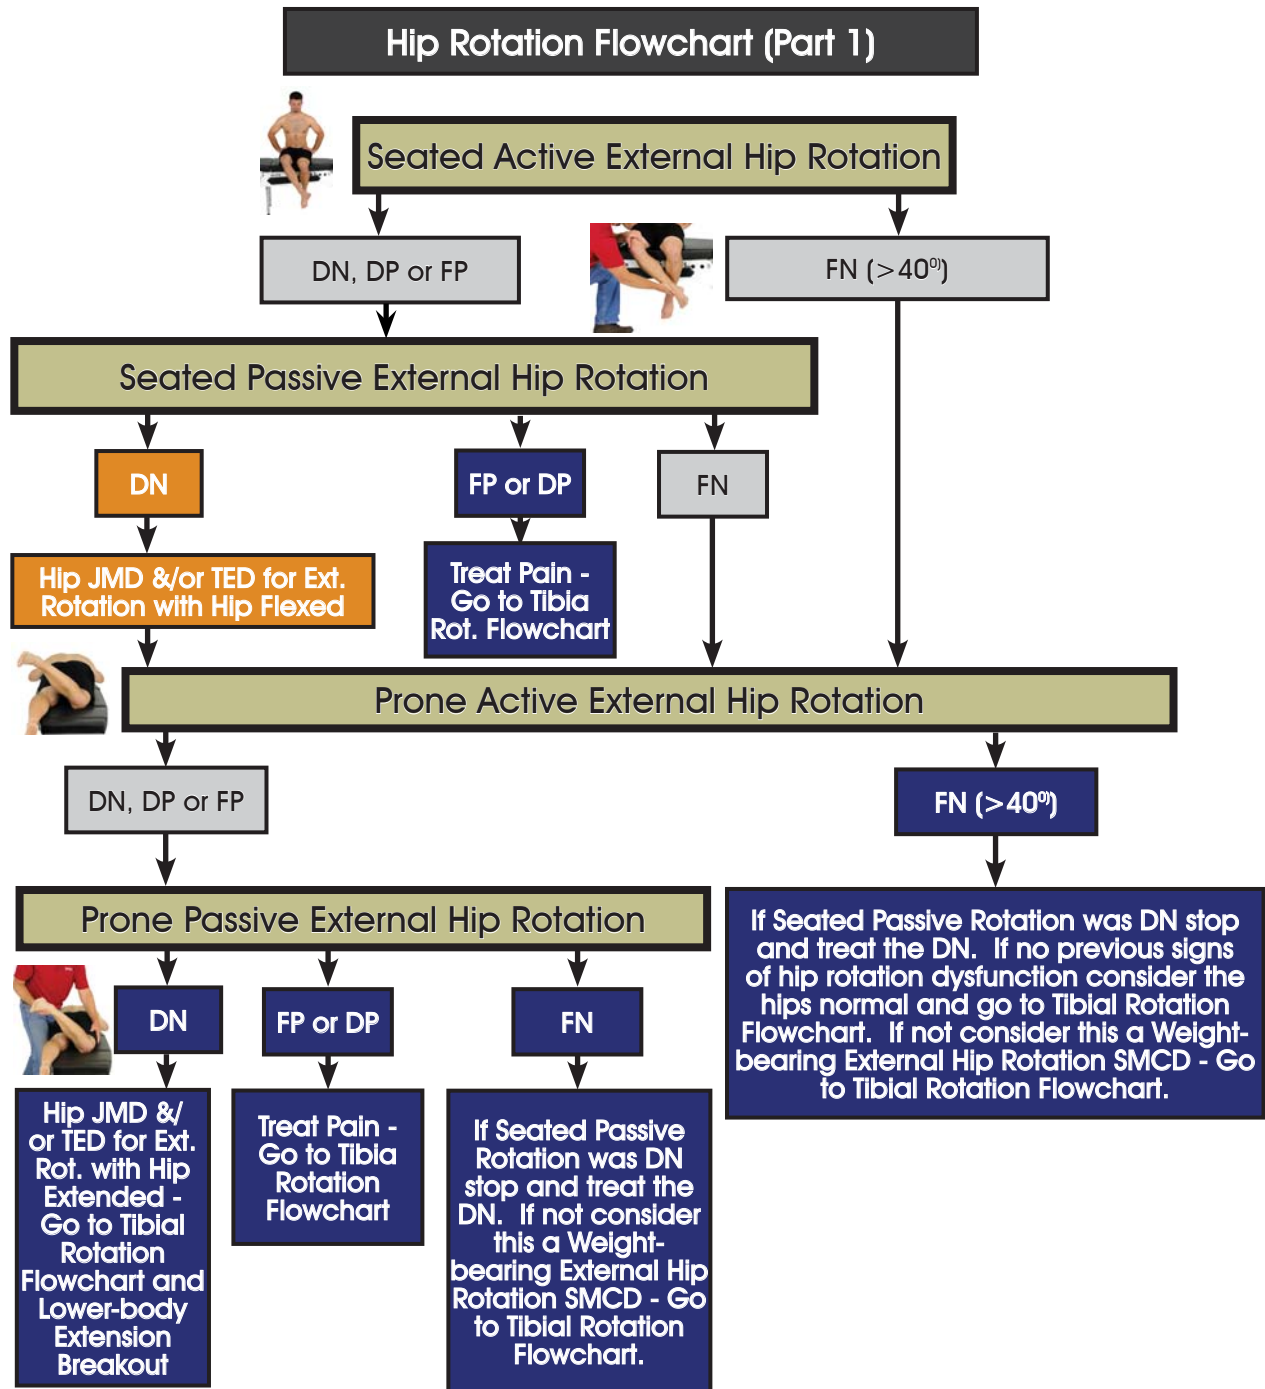 Hip Rotation Flowchart (Part 1)
Seated Active External Hip Rotation
DN, DP or FP
FN (>40⁰⁾)
Seated Passive External Hip Rotation
DN
FP or DP
FN
Hip JMD &/or TED for Ext.
Rotation with Hip Flexed
Treat Pain -
Go to Tibia
Rot. Flowchart
Prone Active External Hip Rotation
DN, DP or FP
FN (>40⁰⁾)
Prone Passive External Hip Rotation
DN
FP or DP
FN
If Seated Passive Rotation was DN stop
and treat the DN.  If no previous signs
of hip rotation dysfunction consider the
hips normal and go to Tibial Rotation
Flowchart.  If not consider this a Weight-
bearing External Hip Rotation SMCD - Go
to Tibial Rotation Flowchart.
Hip JMD &/
or TED for Ext.
Rot. with Hip
Extended -
Go to Tibial
Rotation
Flowchart and
Lower-body
Extension
Breakout
Treat Pain -
Go to Tibia
Rotation
Flowchart
If Seated Passive
Rotation was DN
stop and treat the
DN.  If not consider
this a Weight-
bearing External Hip
Rotation SMCD - Go
to Tibial Rotation
Flowchart.